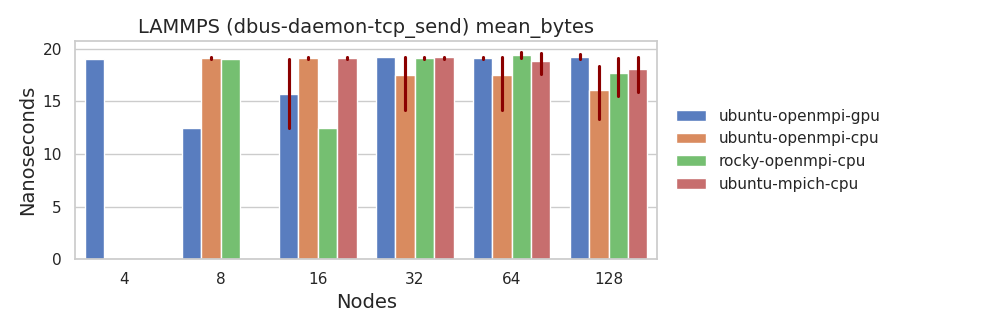 LAMMPS (dbus-daemon-tcp_send) mean_bytes
Nanoseconds
20
15
10
5
0
4 8 16 32 64 128
Nodes
ubuntu-openmpi-gpu
ubuntu-openmpi-cpu
rocky-openmpi-cpu
ubuntu-mpich-cpu